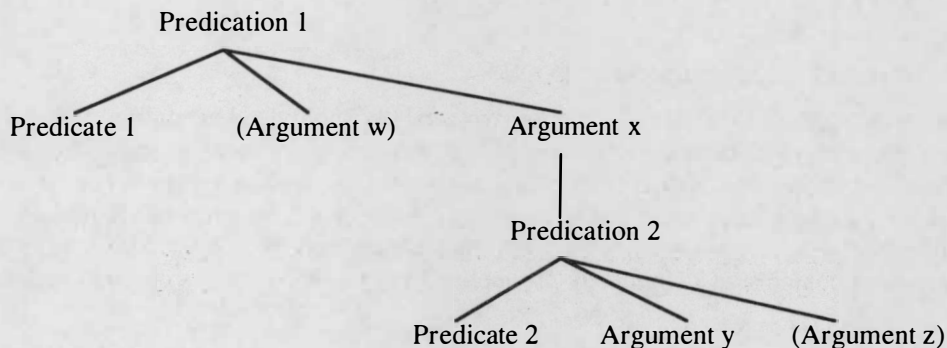 Predication 1
Predicate 1 (Argument w) Argument x
Predication 2
Predicate 2 Argument y (Argument z)